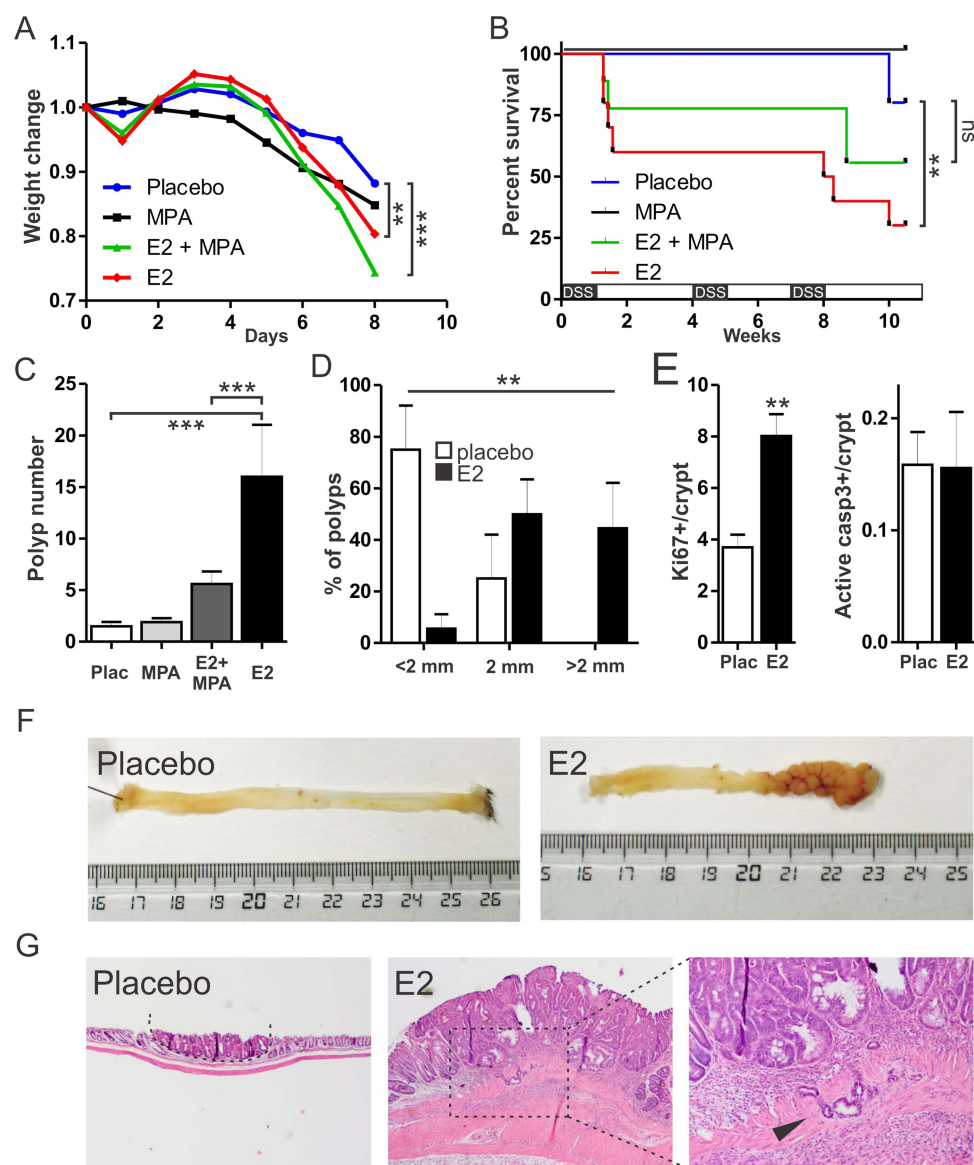 A
1.1
1.0
0.9
0.8
0.7
Weight change
Placebo
MPA
E2 + MPA
E2
**
***
0 2 4 6 8 10
Days
B
100
75
50
25
0
Percent survival
Placebo
MPA
E2 + MPA
E2
**
ns
DSS DSS DSS
0 2 4 6 8 10
Weeks
C
25
20
15
10
5
0
Polyp number
***
***
Plac MPA E2+ MPA E2
D
100
80
60
40
20
0
% of polyps
**
placebo
E2
<2 mm 2 mm >2 mm
E
10
8
6
4
2
0
Ki67+/crypt
**
Plac E2
0.2
0.1
0.0
Active casp3+/crypt
Plac E2
F
Placebo
16 17 18 19 20 21 22 23 24 25 26
E2
5 16 17 18 19 20 21 22 23 24 25
G
Placebo
E2